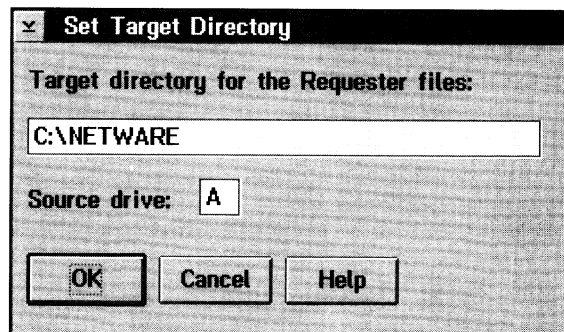 Set Target Directory
Target directory for the Requester files:
C:\NETWARE
Source drive: A
OK Cancel Help